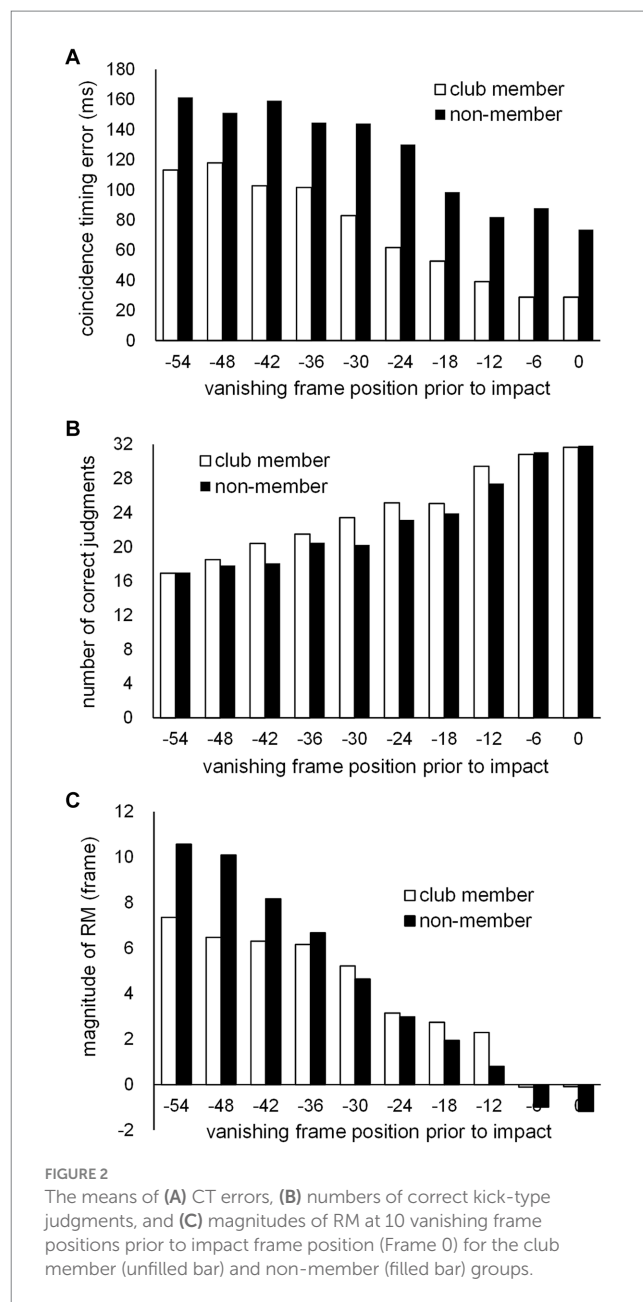 A
180
160
140
120
100
80
60
40
20
0
coincidence timing error (ms)
club member
non-member
-54 -48 -42 -36 -30 -24 -18 -12 -6 0
vanishing frame position prior to impact
B
32
28
24
20
16
12
8
4
0
number of correct judgments
club member
non-member
-54 -48 -42 -36 -30 -24 -18 -12 -6 0
vanishing frame position prior to impact
C
12
10
8
6
4
2
0
-2
magnitude of RM (frame)
club member
non-member
-54 -48 -42 -36 -30 -24 -18 -12 -6 0
vanishing frame position prior to impact
FIGURE 2
The means of (A) CT errors, (B) numbers of correct kick-type
judgments, and (C) magnitudes of RM at 10 vanishing frame
positions prior to impact frame position (Frame 0) for the club
member (unfilled bar) and non-member (filled bar) groups.